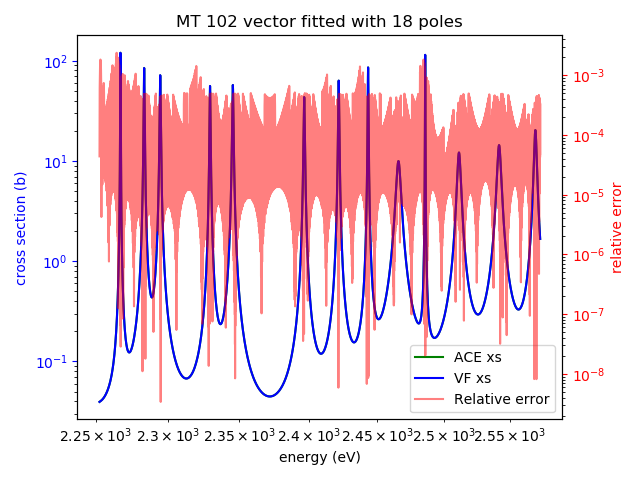 MT 102 vector fitted with 18 poles
cross section (b)
10²
10¹
10⁰
10⁻¹
10⁻³
10⁻⁴
10⁻⁵
10⁻⁶
10⁻⁷
10⁻⁸
relative error
ACE xs
VF xs
Relative error
2.25 × 10³ 2.3 × 10³ 2.35 × 10³ 2.4 × 10³ 2.45 × 10³ 2.5 × 10³ 2.55 × 10³
energy (eV)